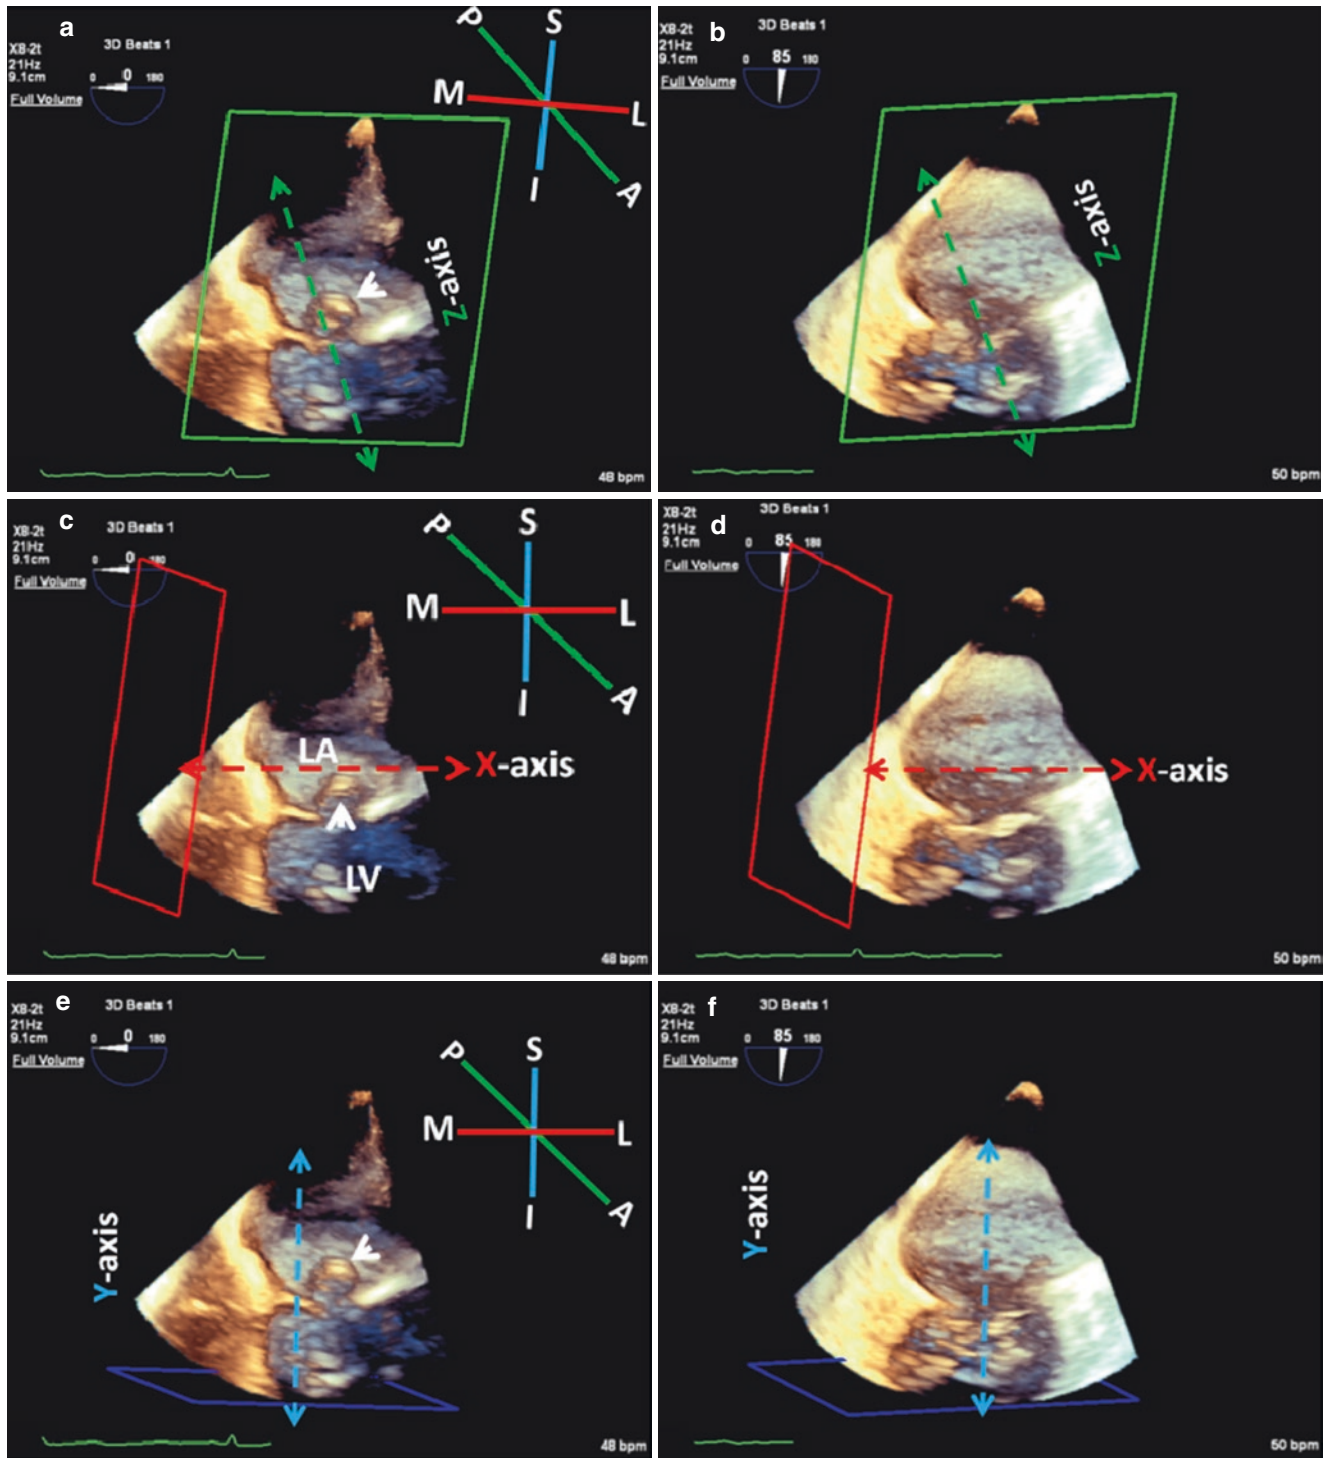 a
X8-2t
21Hz
9.1cm
Full Volume
3D Beats 1
0 0 180
P S
M L
I A
Z-axis
48 bpm
b
X8-2t
21Hz
9.1cm
Full Volume
3D Beats 1
0 85 180
Z-axis
50 bpm
c
X8-2t
21Hz
9.1cm
Full Volume
3D Beats 1
0 0 180
P S
M L
I A
LA
X-axis
LV
48 bpm
d
X8-2t
21Hz
9.1cm
Full Volume
3D Beats 1
0 85 180
X-axis
50 bpm
e
X8-2t
21Hz
9.1cm
Full Volume
3D Beats 1
0 0 180
P S
M L
I A
Y-axis
48 bpm
f
X8-2t
21Hz
9.1cm
Full Volume
3D Beats 1
0 85 180
Y-axis
50 bpm